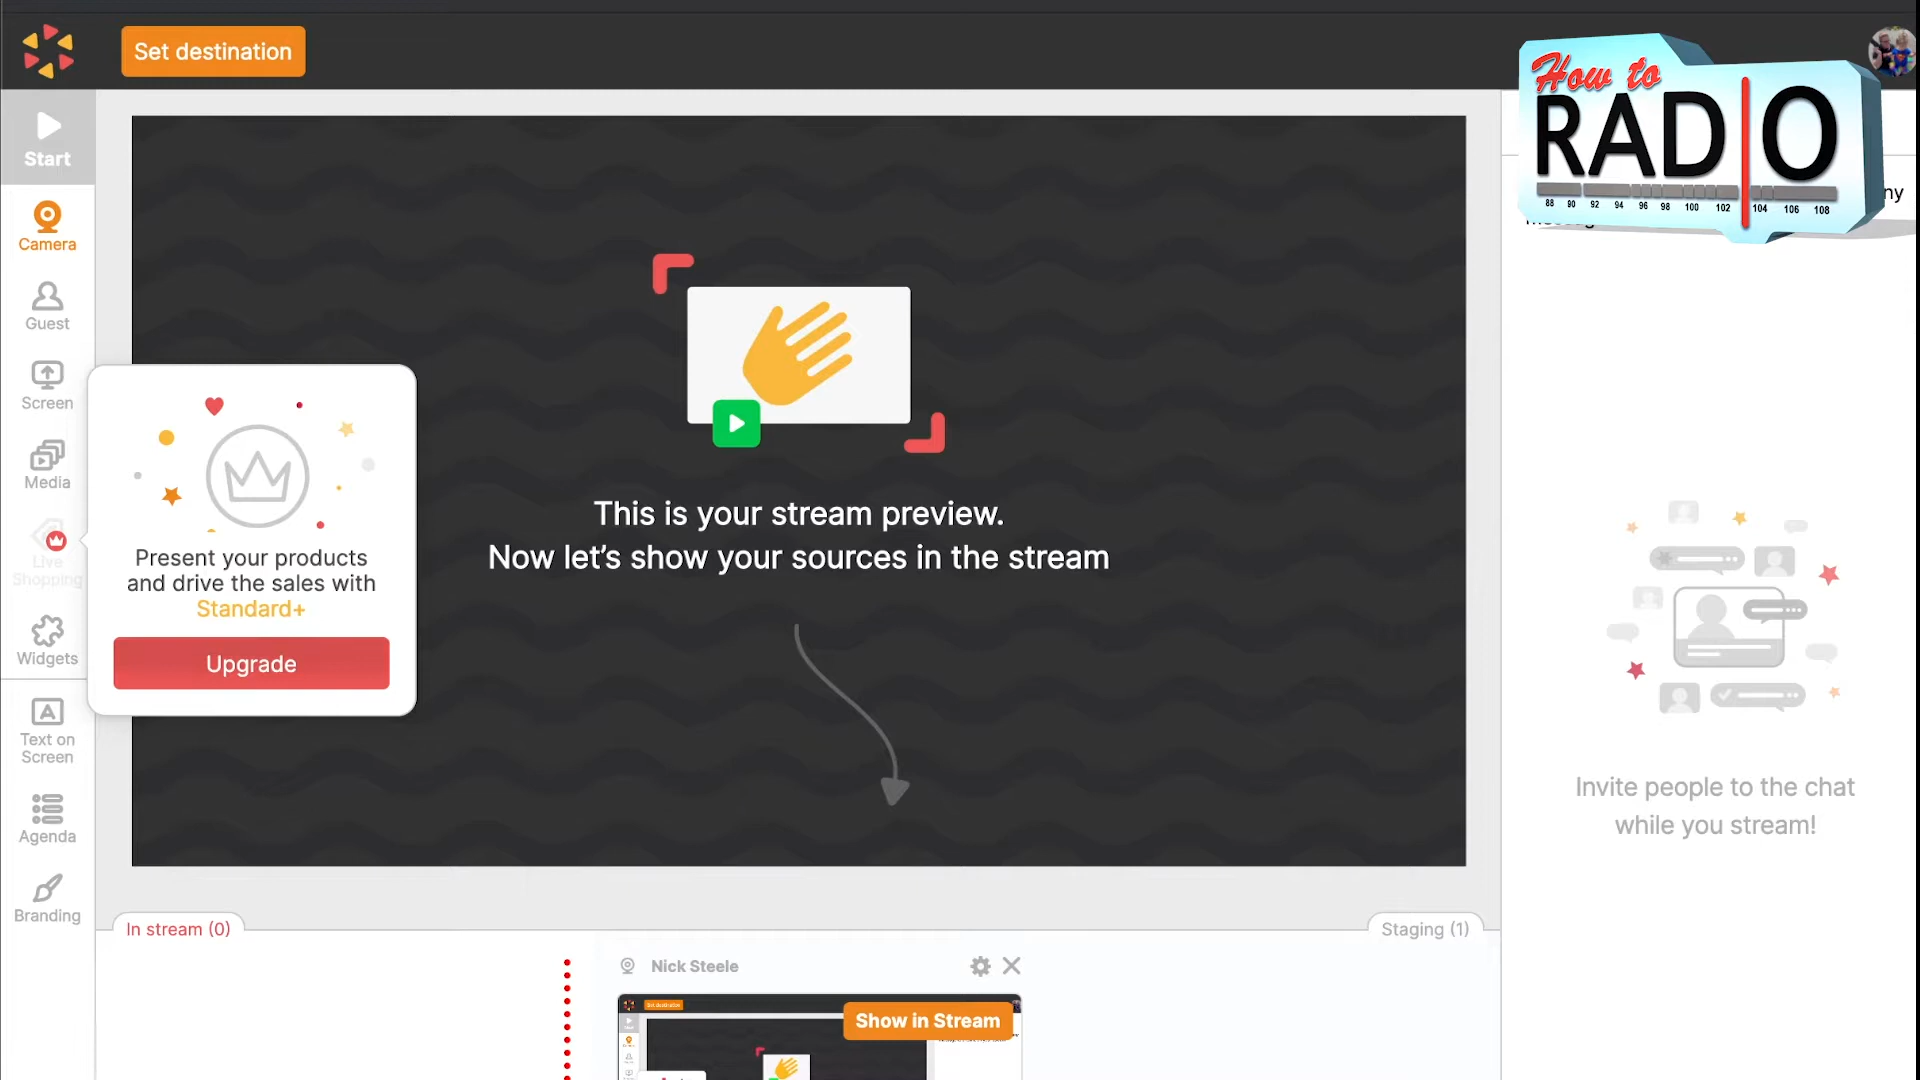 Set destination
How to
RADIO
88 90 92 94 96 98 100 102 104 106 108
ny
Start
Camera
Guest
Screen
Media
Live
Shopping
Widgets
Text on
Screen
Agenda
Branding
Present your products
and drive the sales with
Standard+
Upgrade
This is your stream preview.
Now let's show your sources in the stream
Invite people to the chat
while you stream!
In stream (0)
Staging (1)
Nick Steele
Set destination
Show in Stream